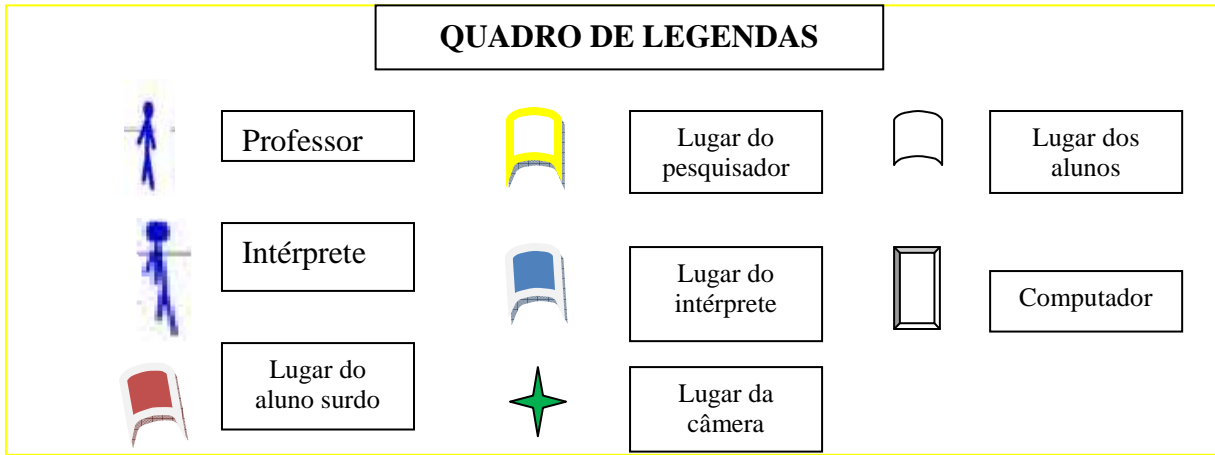 QUADRO DE LEGENDAS
Professor
Lugar do
pesquisador
Lugar dos
alunos
Intérprete
Lugar do
intérprete
Computador
Lugar do
aluno surdo
Lugar da
câmera